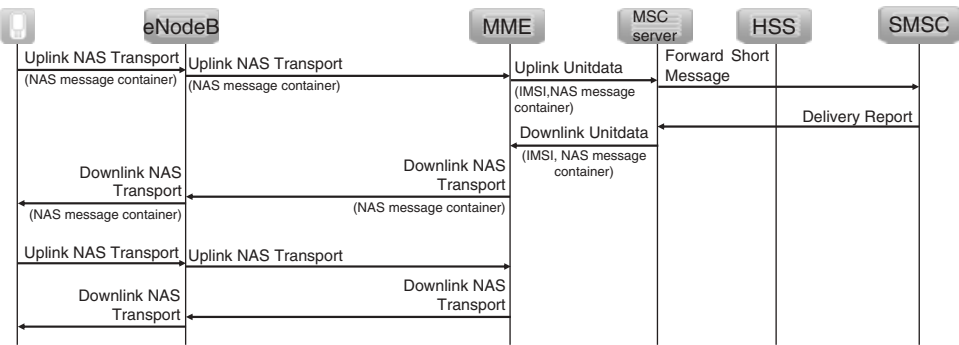 eNodeB
MME
MSC
server
HSS
SMSC
Uplink NAS Transport
(NAS message container)
Uplink NAS Transport
(NAS message container)
Uplink Unitdata
(IMSI,NAS message
container)
Forward Short
Message
Delivery Report
Downlink Unitdata
(IMSI, NAS message
container)
Downlink NAS
Transport
(NAS message container)
Downlink NAS
Transport
(NAS message container)
Uplink NAS Transport
Uplink NAS Transport
Downlink NAS
Transport
Downlink NAS
Transport